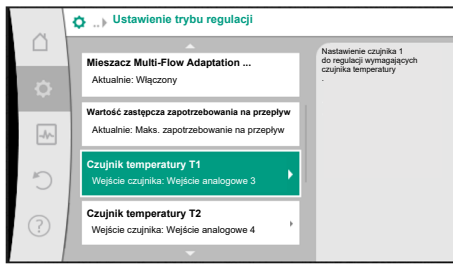 Ustawienie trybu regulacji
Mieszacz Multi-Flow Adaptation ...
Aktualnie: Włączony
Wartość zastępcza zapotrzebowania na przepływ
Aktualnie: Maks. zapotrzebowanie na przepływ
Czujnik temperatury T1
Wejście czujnika: Wejście analogowe 3
Czujnik temperatury T2
Wejście czujnika: Wejście analogowe 4
Nastawienie czujnika 1
do regulacji wymagających
czujnika temperatury
.